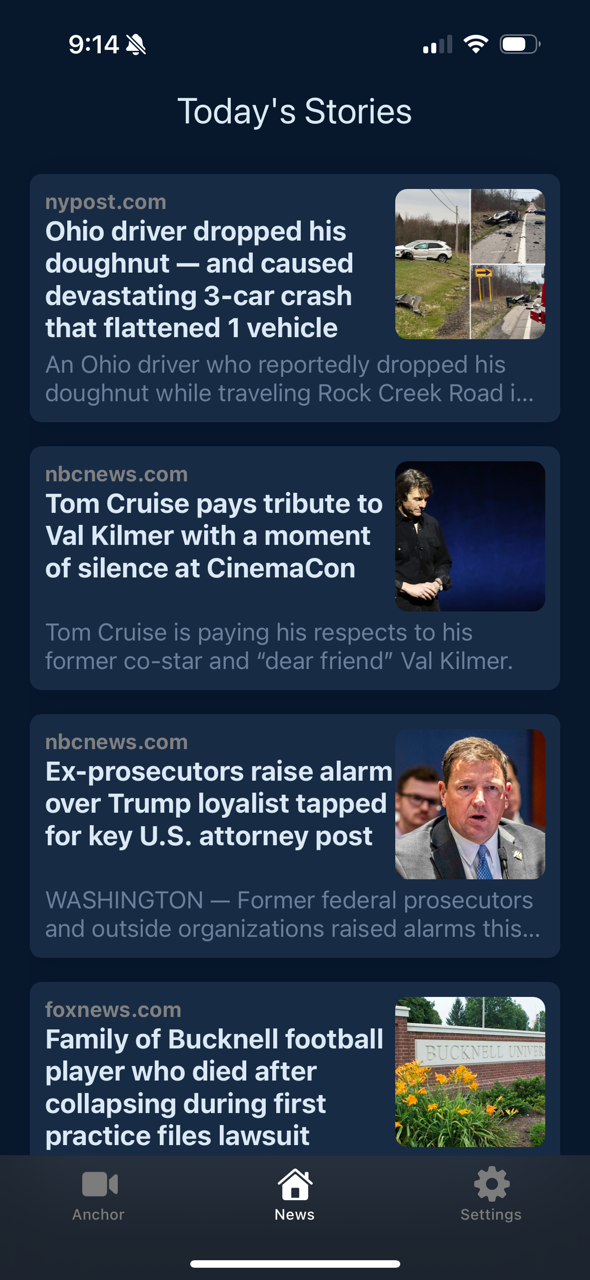 9:14
Today's Stories
nypost.com
Ohio driver dropped his
doughnut — and caused
devastating 3-car crash
that flattened 1 vehicle
An Ohio driver who reportedly dropped his
doughnut while traveling Rock Creek Road i...
nbcnews.com
Tom Cruise pays tribute to
Val Kilmer with a moment
of silence at CinemaCon
Tom Cruise is paying his respects to his
former co-star and “dear friend” Val Kilmer.
nbcnews.com
Ex-prosecutors raise alarm
over Trump loyalist tapped
for key U.S. attorney post
WASHINGTON — Former federal prosecutors
and outside organizations raised alarms this...
foxnews.com
Family of Bucknell football
player who died after
collapsing during first
practice files lawsuit
BUCKNELL UNIVER
Anchor
News
Settings